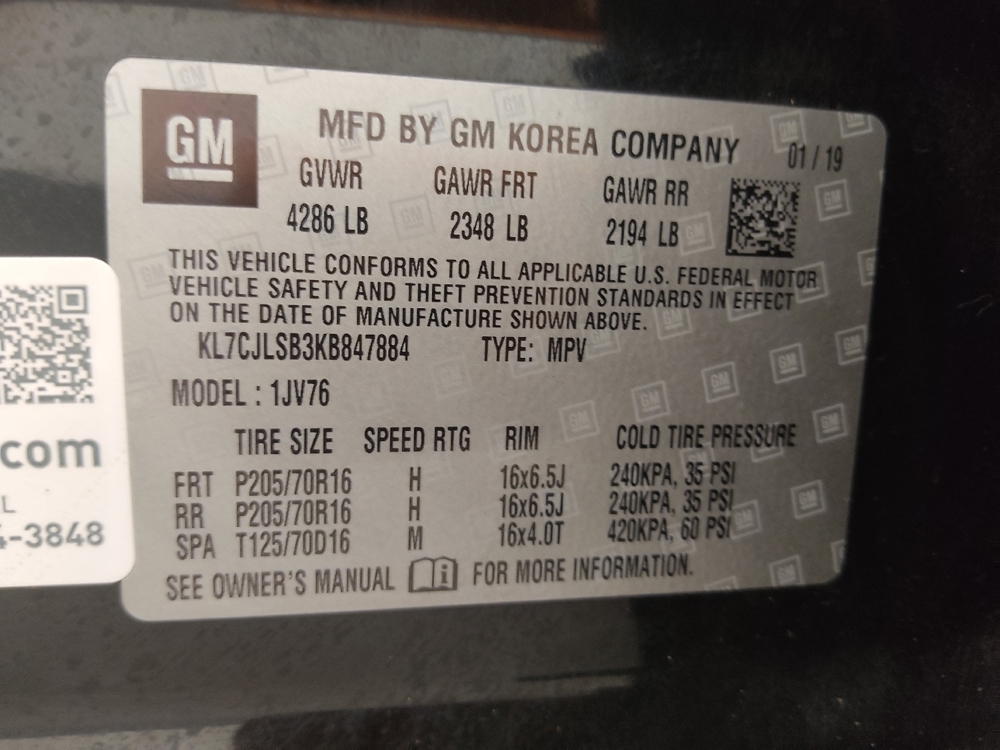 GM
MFD BY GM KOREA COMPANY 01 / 19
GVWR GAWR FRT GAWR RR
4286 LB 2348 LB 2194 LB
THIS VEHICLE CONFORMS TO ALL APPLICABLE U.S. FEDERAL MOTOR
VEHICLE SAFETY AND THEFT PREVENTION STANDARDS IN EFFECT
ON THE DATE OF MANUFACTURE SHOWN ABOVE.
KL7CJLSB3KB847884 TYPE: MPV
MODEL : 1JV76
TIRE SIZE SPEED RTG RIM COLD TIRE PRESSURE
FRT P205/70R16 H 16x6.5J 240KPA, 35 PSI
RR P205/70R16 H 16x6.5J 240KPA, 35 PSI
SPA T125/70D16 M 16x4.0T 420KPA, 60 PSI
SEE OWNER'S MANUAL FOR MORE INFORMATION.
.com
L
4-3848